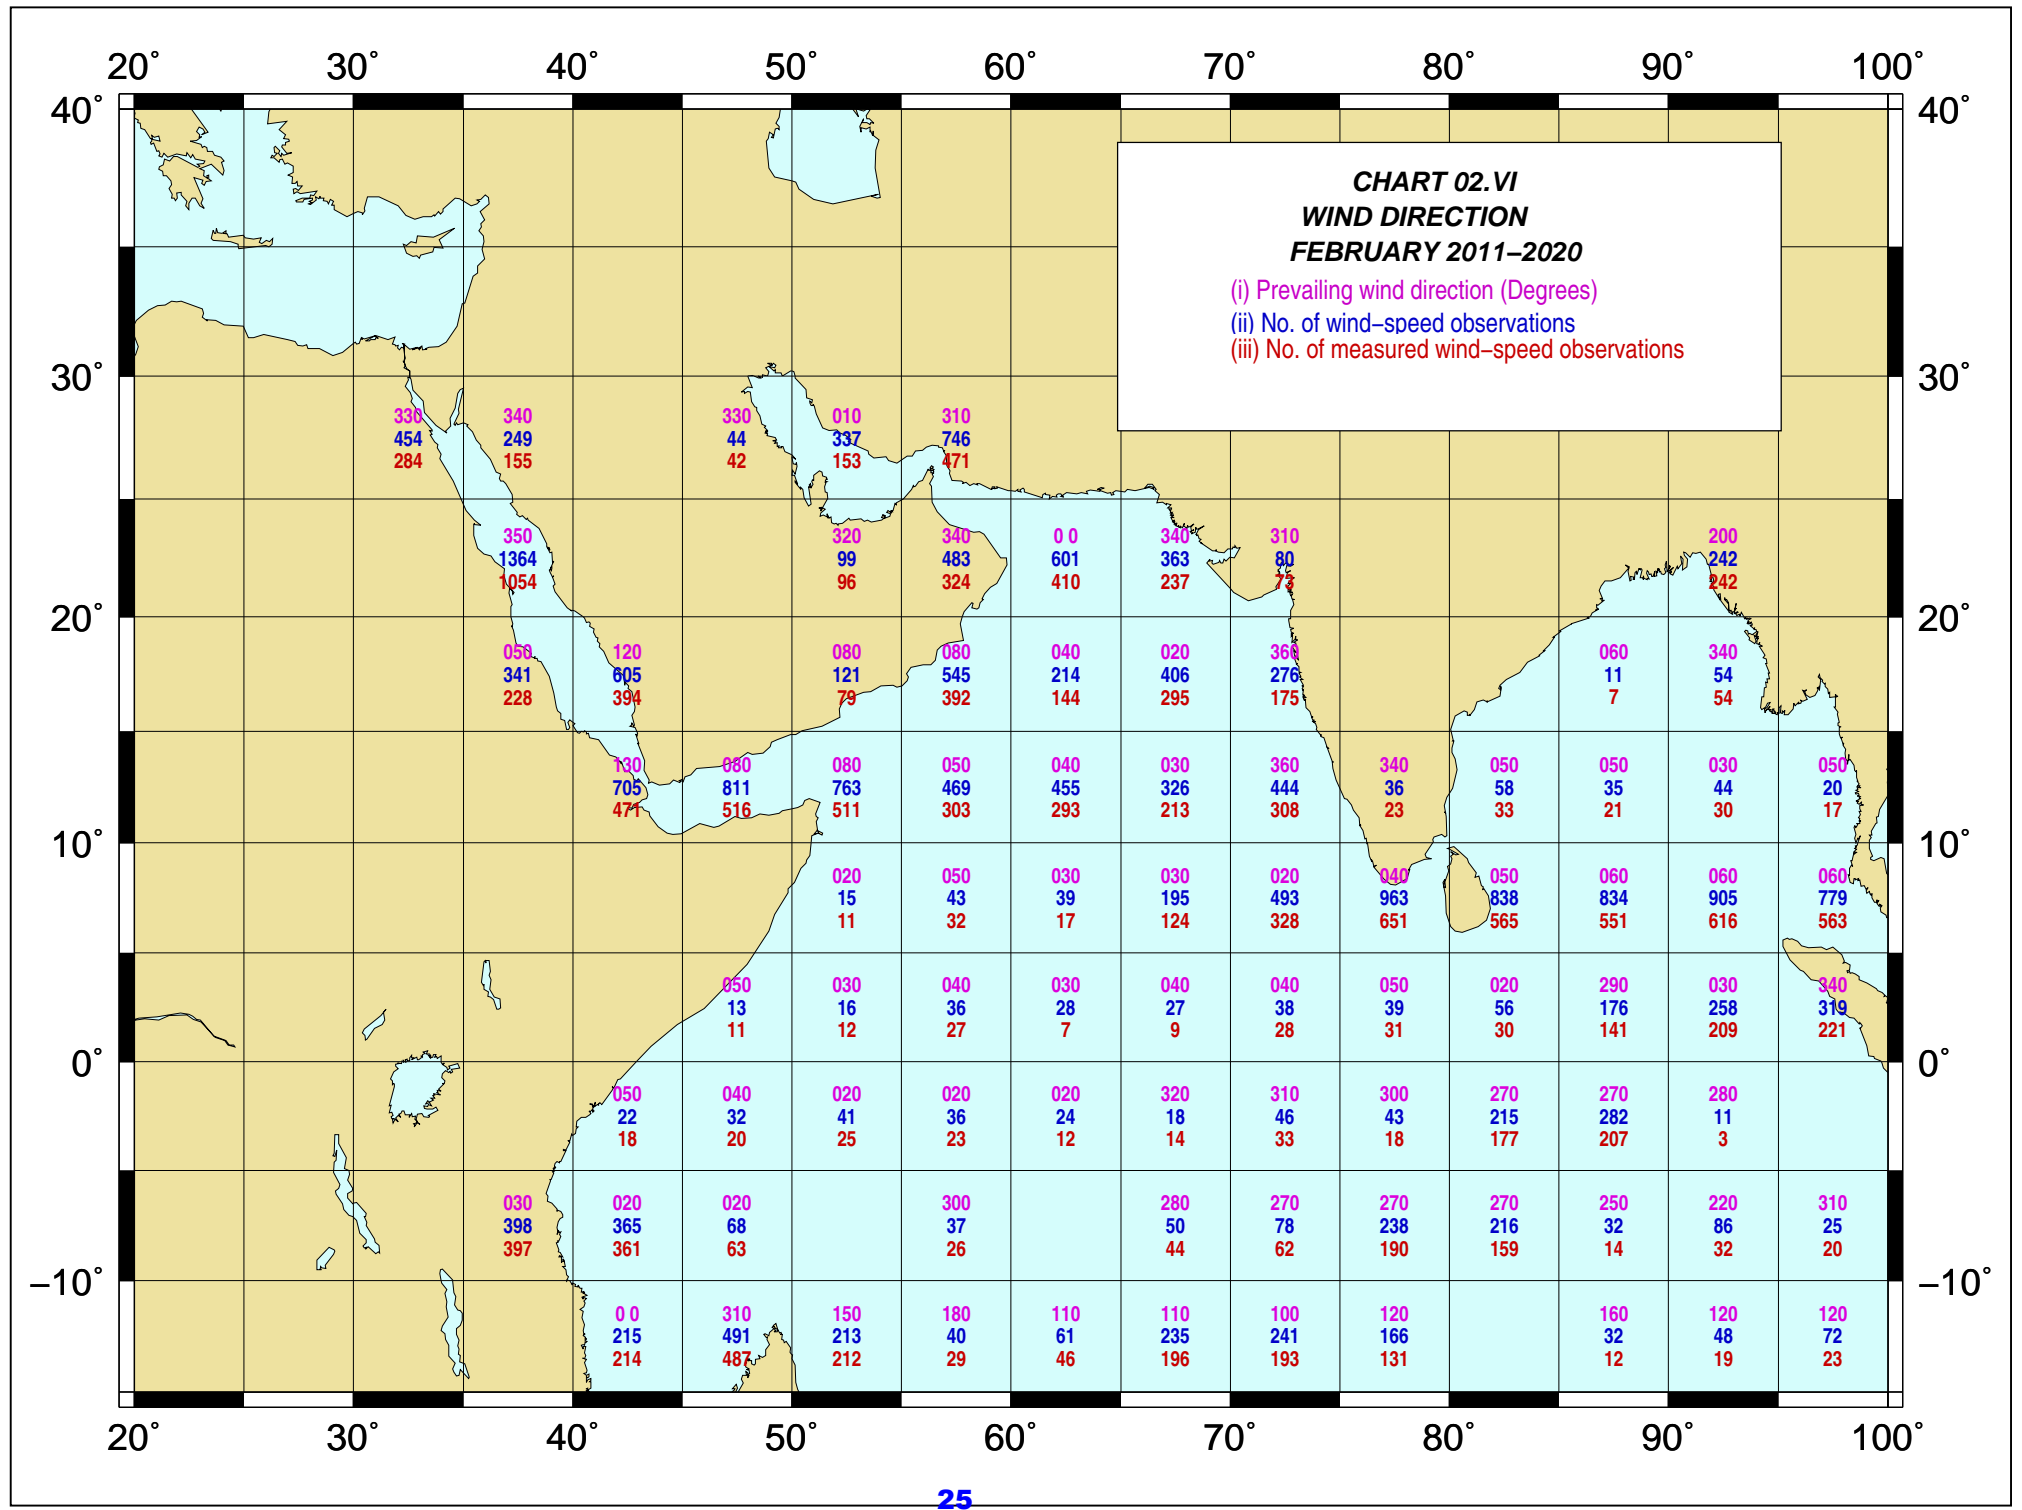 20° 30° 40° 50° 60° 70° 80° 90° 100°
40° 40°
CHART 02.VI
WIND DIRECTION
FEBRUARY 2011–2020
(i) Prevailing wind direction (Degrees)
(ii) No. of wind–speed observations
(iii) No. of measured wind–speed observations
30° 30°
330 340 330 010 310
454 249 44 337 746
284 155 42 153 471
350 320 340 0 0 340 310 200
1364 99 483 601 363 80 242
1054 96 324 410 237 73 242
20° 20°
050 120 080 080 040 020 360 060 340
341 605 121 545 214 406 276 11 54
228 394 79 392 144 295 175 7 54
130 080 080 050 040 030 360 340 050 050 030 050
705 811 763 469 455 326 444 36 58 35 44 20
471 516 511 303 293 213 308 23 33 21 30 17
10° 10°
020 050 030 030 020 040 050 060 060 060
15 43 39 195 493 963 838 834 905 779
11 32 17 124 328 651 565 551 616 563
050 030 040 030 040 040 050 020 290 030 340
13 16 36 28 27 38 39 56 176 258 319
11 12 27 7 9 28 31 30 141 209 221
0° 0°
050 040 020 020 020 320 310 300 270 270 280
22 32 41 36 24 18 46 43 215 282 11
18 20 25 23 12 14 33 18 177 207 3
030 020 020 300 280 270 270 270 250 220 310
398 365 68 37 50 78 238 216 32 86 25
397 361 63 26 44 62 190 159 14 32 20
–10° –10°
0 0 310 150 180 110 110 100 120 160 120 120
215 491 213 40 61 235 241 166 32 48 72
214 487 212 29 46 196 193 131 12 19 23
20° 30° 40° 50° 60° 70° 80° 90° 100°
25